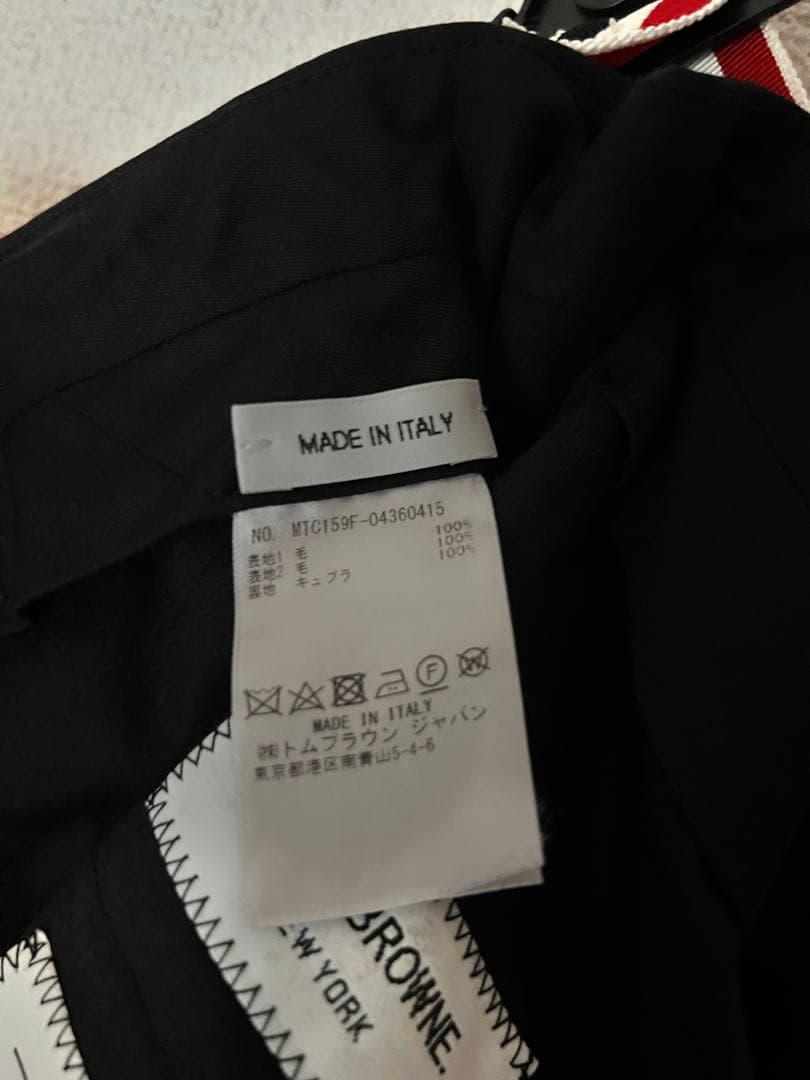 MADE IN ITALY
NO. MTC159F-04360415
表地1 毛 100%
表地2 毛 100%
裏地 キュプラ 100%
F W
MADE IN ITALY
㈱トムブラウン ジャパン
東京都港区南青山5-4-6
BROWNE.
EW YORK